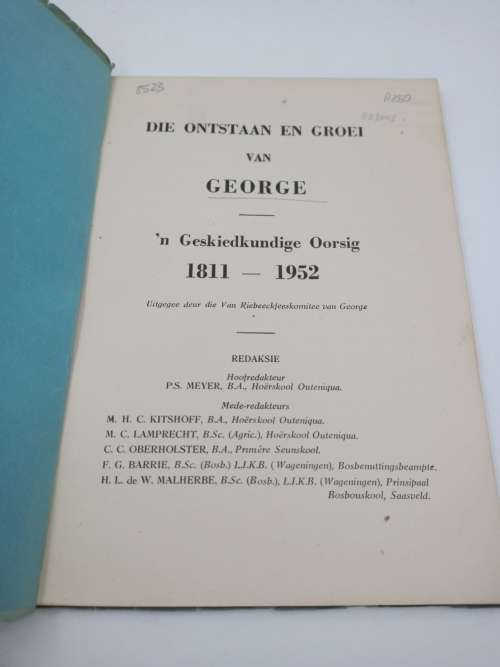 8523
R250
DIE ONTSTAAN EN GROEI
VAN
GEORGE
'n Geskiedkundige Oorsig
1811 — 1952
Uitgegee deur die Van Riebeeckfeeskomitee van George
REDAKSIE
Hoofredakteur
P.S. MEYER, B.A., Hoërskool Outeniqua.
Mede-redakteurs
M. H. C. KITSHOFF, B.A., Hoërskool Outeniqua.
M. C. LAMPRECHT, B.Sc. (Agric.), Hoërskool Outeniqua.
C. C. OBERHOLSTER, B.A., Primêre Seunskool.
F. G. BARRIE, B.Sc. (Bosb.) L.I.K.B. (Wageningen), Bosbenuttingsbeampte.
H. L. de W. MALHERBE, B.Sc. (Bosb.), L.I.K.B. (Wageningen), Prinsipaal
Bosbouskool, Saasveld.